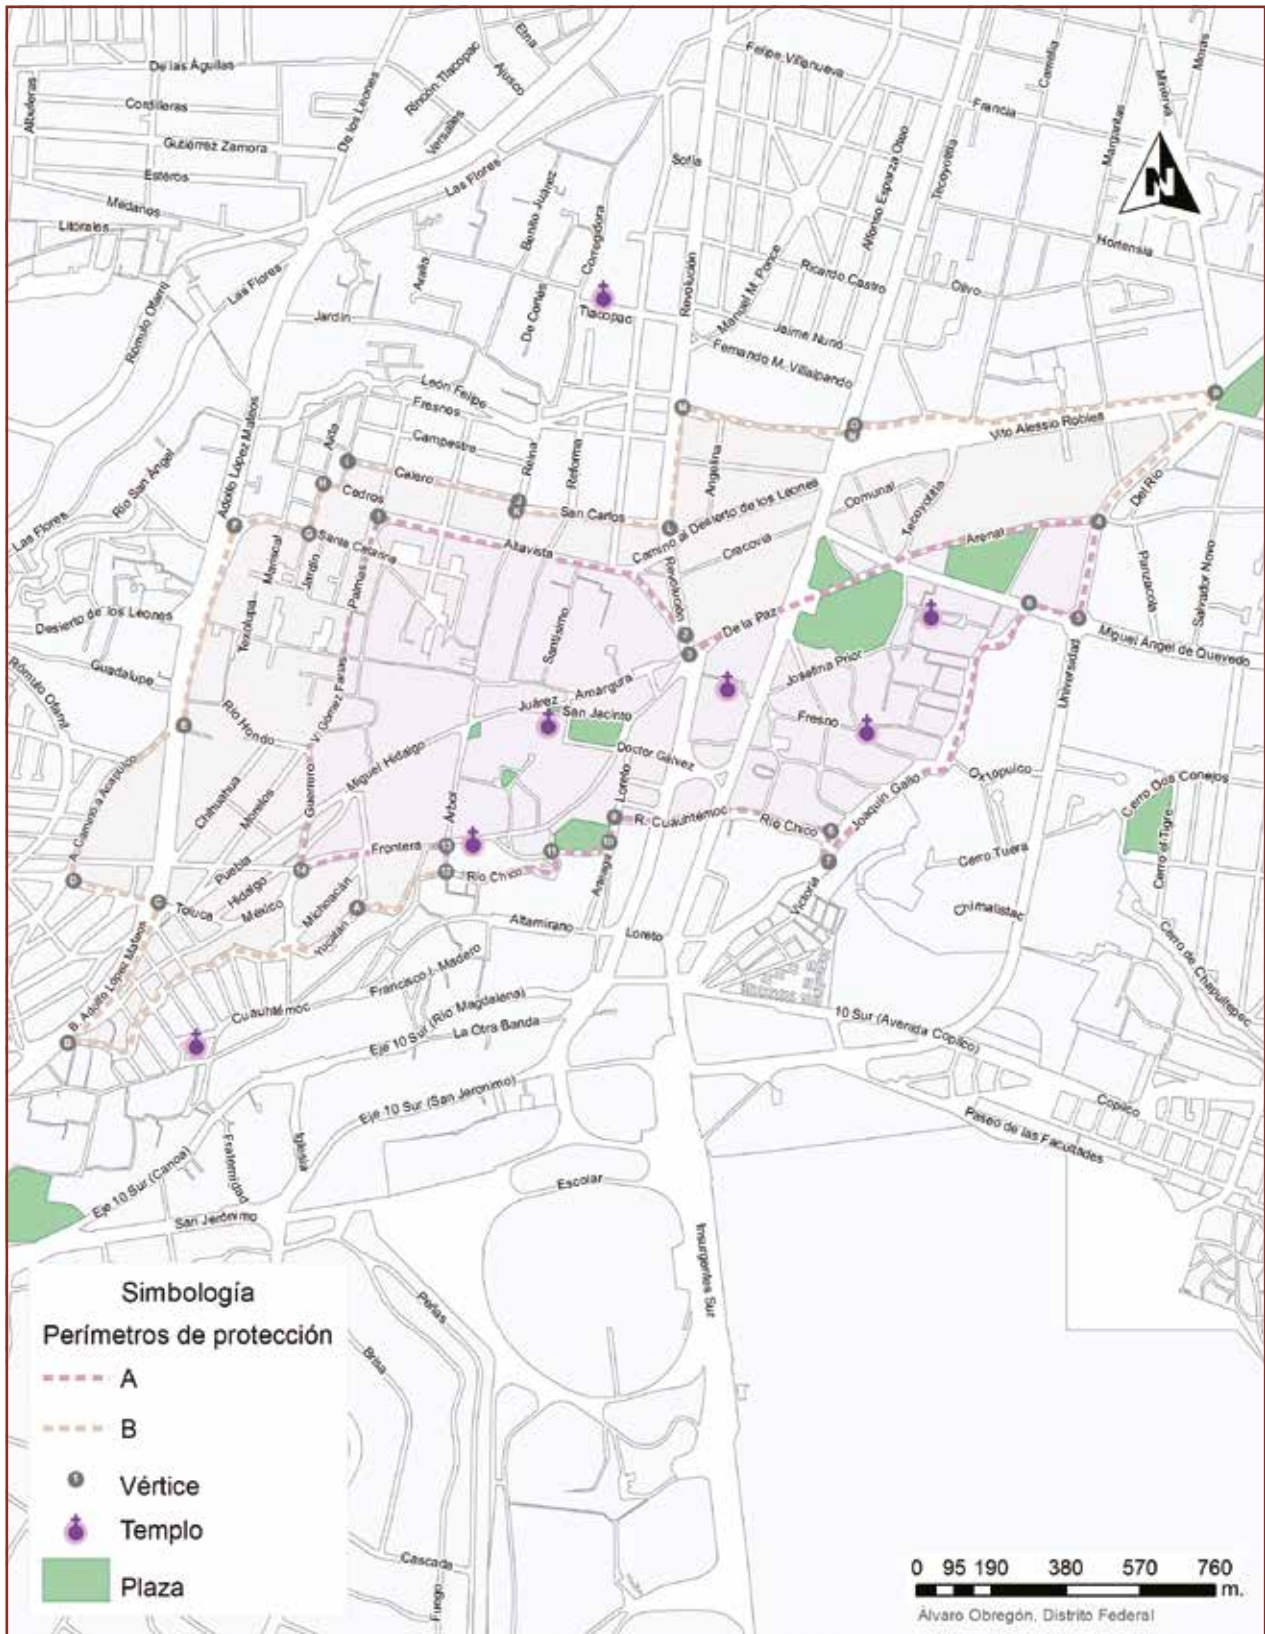 Etna
De las Águilas
Rincón Tlacopac
Ajusco
Felipe Villanueva
Camelia
Minerva
Moras
Altavista
Cordilleras
De los Leones
Versalles
Francia
Margaritas
Gutiérrez Zamora
Sofía
Alfonso Esparza Oteo
Tecoyotitla
Esteros
Las Flores
Benito Juárez
N
Medanos
Corregidora
Litorales
Hortensia
Las Flores
Revolución
Manuel M. Ponce
Ricardo Castro
Olivo
De Cortés
Tlacopac
Jardín
Jaime Nunó
Fernando M. Villalpando
León Felipe
Fresnos
Adolfo López Mateos
Aida
Campestre
Reina
Reforma
Angelina
Vito Alessio Robles
Río San Ángel
Calero
Cedros
San Carlos
Camino al Desierto de los Leones
Comunal
Tecoyotitla
Del Río
Las Flores
Santa Catarina
Altavista
Cracovia
Arenal
Mariscal
Jardín
Palmas
Revolución
Panzacola
Salvador Novo
Desierto de los Leones
Texolupa
Santísimo
De la Paz
Miguel Ángel de Quevedo
Guadalupe
V. Gómez Farías
Josefina Prior
Universidad
Juárez
Amargura
Río Hondo
San Jacinto
Fresno
Miguel Hidalgo
Doctor Gálvez
A. Camino a Acapulco
Chihuahua
Morelos
Guerrero
Loreto
Joaquín Gallo
Oxtopulco
Cerro Dos Conejos
Árbol
R. Cuauhtémoc
Río Chico
Puebla
Frontera
Cerro Tuera
Cerro el Tigre
Hidalgo
Río Chico
Toluca
México
Michoacán
Victoria
Chimalistac
Yucatán
Altamirano
Loreto
B. Adolfo López Mateos
Francisco I. Madero
Cerro de Chapultepec
Cuauhtémoc
Eje 10 Sur (Río Magdalena)
La Otra Banda
10 Sur (Avenida Copilco)
Eje 10 Sur (San Jerónimo)
Copilco
Paseo de las Facultades
Fraternidad
Iglesia
Eje 10 Sur (Canoa)
Escolar
San Jerónimo
Insurgentes Sur
Simbología
Perímetros de protección
A
B
Vértice
Templo
Plaza
Peñas
Brisa
Cascada
Fuego
0 95 190 380 570 760
m.
Álvaro Obregón, Distrito Federal